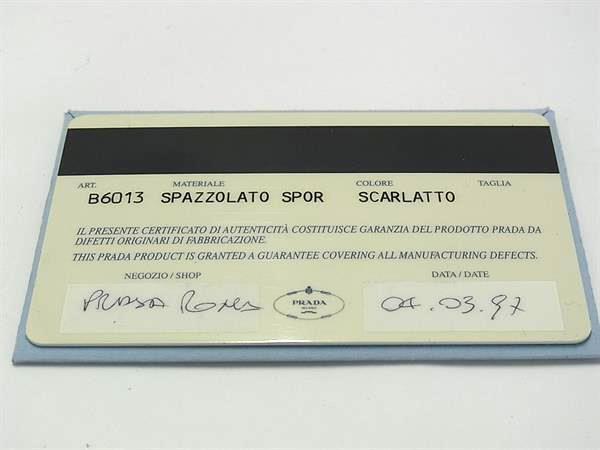 ART. MATERIALE COLORE TAGLIA
B6013 SPAZZOLATO SPOR SCARLATTO
IL PRESENTE CERTIFICATO DI AUTENTICITÀ COSTITUISCE GARANZIA DEL PRODOTTO PRADA DA
DIFETTI ORIGINARI DI FABBRICAZIONE.
THIS PRADA PRODUCT IS GRANTED A GUARANTEE COVERING ALL MANUFACTURING DEFECTS.
NEGOZIO / SHOP DATA / DATE
PRADA ROMA
PRADA
MILANO
04.03.97